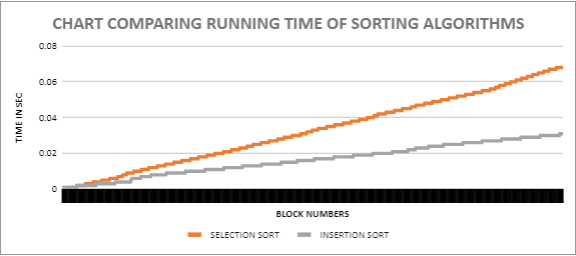 CHART COMPARING RUNNING TIME OF SORTING ALGORITHMS
0.08
0.06
0.04
0.02
0
TIME IN SEC
BLOCK NUMBERS
SELECTION SORT
INSERTION SORT